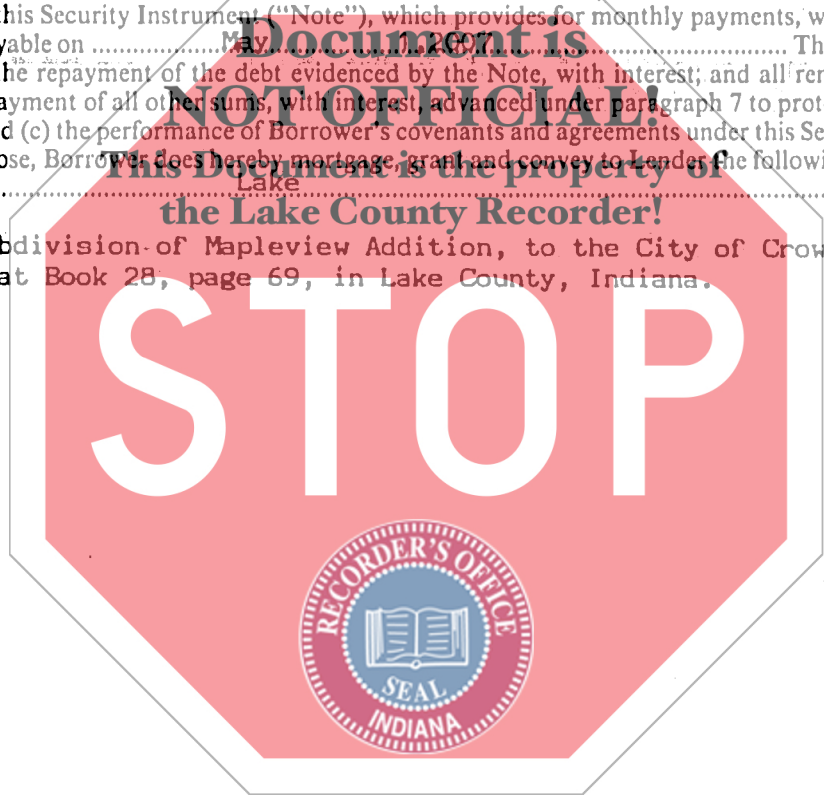 this Security Instrument ("Note"), which provides for monthly payments, w
yable on May 1, 2007 Th
Document is
he repayment of the debt evidenced by the Note, with interest; and all ren
ayment of all other sums, with interest, advanced under paragraph 7 to prot
NOT OFFICIAL!
d (c) the performance of Borrower's covenants and agreements under this Se
ose, Borrower does hereby mortgage, grant and convey to Lender the followi
This Document is the property of
Lake
the Lake County Recorder!
bdivision of Mapleview Addition, to the City of Crow
at Book 28, page 69, in Lake County, Indiana.
STOP
RECORDER'S OFFICE
SEAL
INDIANA